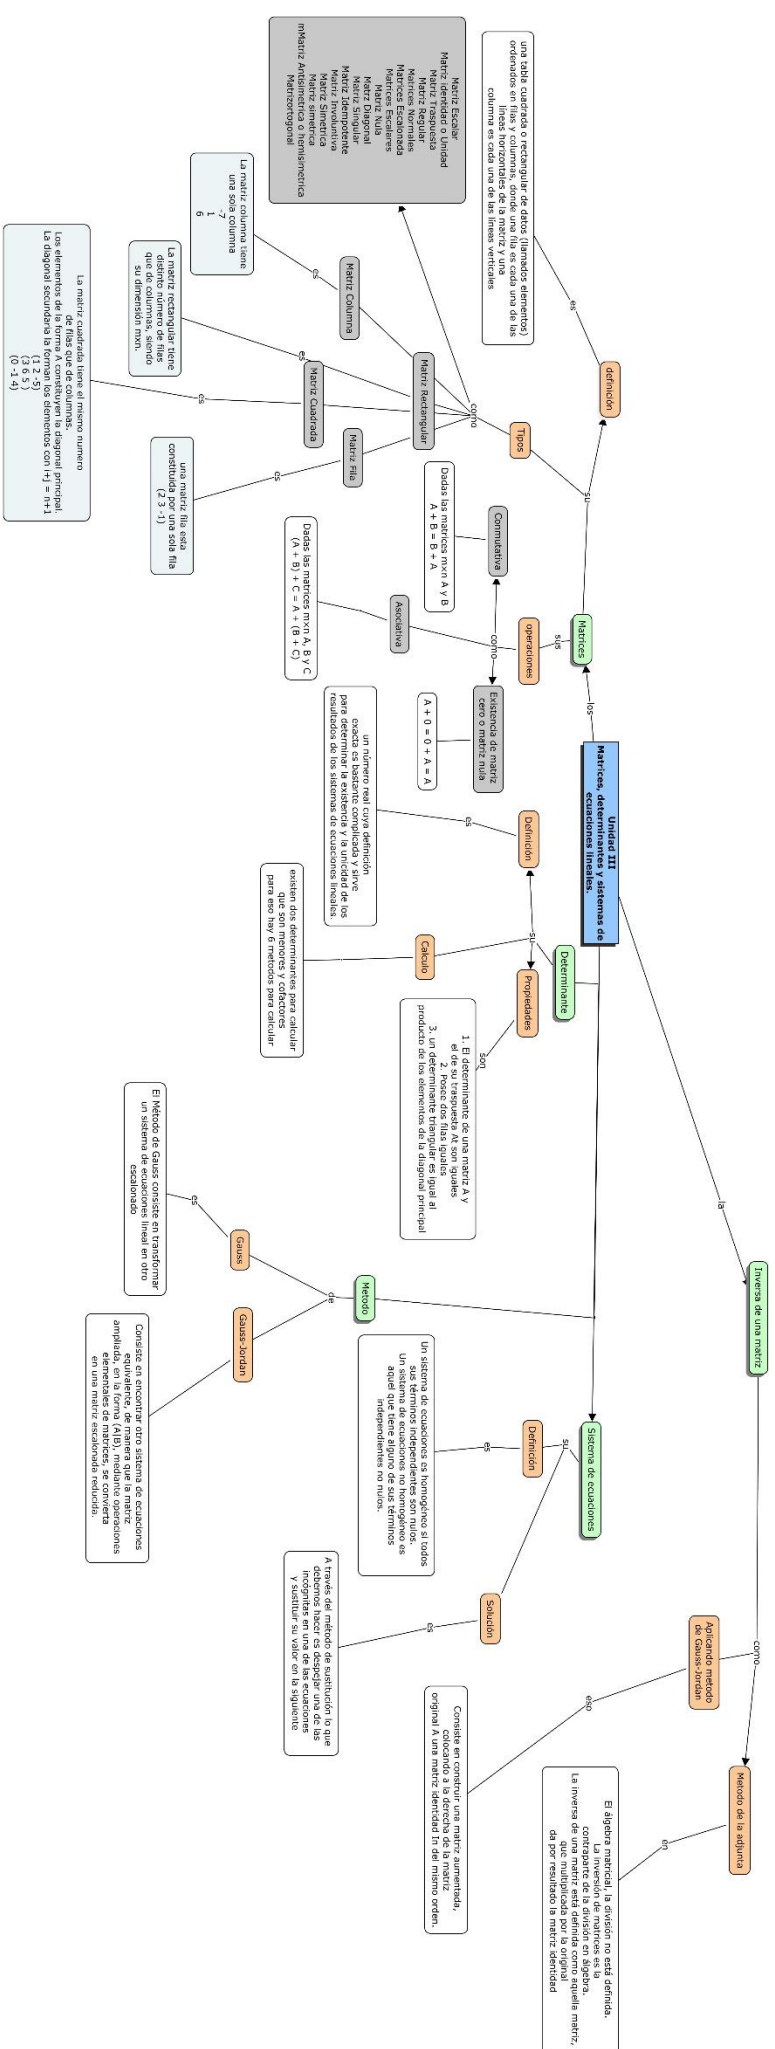 Unidad III
Matrices, determinantes y sistemas de
ecuaciones lineales.
los
Matrices
su
definición
es
una tabla cuadrada o rectangular de datos (llamados elementos)
ordenados en filas y columnas, donde una fila es cada una de las
líneas horizontales de la matriz y una
columna es cada una de las líneas verticales
Tipos
como
Matriz Escalar
Matriz identidad o Unidad
Matriz Traspuesta
Matriz Regular
Matrices Normales
Matrices Escalonada
Matrices Escalares
Matriz Nula
Matrz Diagonal
Matriz Singular
Matriz Idempotente
Matriz Involuntiva
Matriz Simetrica
Matriz simetrica
mMatriz Antisimetrica o hemisimetrica
Matrizortogonal
Matriz Columna
es
La matriz columna tiene
una sola columna
-7
1
6
Matriz Rectangular
es
La matriz rectangular tiene
distinto número de filas
que de columnas, siendo
su dimensión mxn.
Matriz Cuadrada
es
La matriz cuadrada tiene el mismo numero
de filas que de columnas.
Los elementos de la forma A constituyen la diagonal principal.
La diagonal secundaria la forman los elementos con i+j = n+1
(1 2 -5)
(3 6 5 )
(0 -1 4)
Matriz Fila
es
una matriz fila esta
constituida por una sola fila
(2 3 -1)
sus
operaciones
como
Conmutativa
Dadas las matrices m×n A y B
A + B = B + A
Asociativa
Dadas las matrices m×n A, B y C
(A + B) + C = A + (B + C)
Existencia de matriz
cero o matriz nula
A + 0 = 0 + A = A
Determinante
su
Definición
es
un número real cuya definición
exacta es bastante complicada y sirve
para determinar la existencia y la unicidad de los
resultados de los sistemas de ecuaciones lineales.
Calculo
existen dos determinantes para calcular
que son menores y cofactores
para eso hay 6 metodos para calcular
Propiedades
son
1. El determinante de una matriz A y
el de su traspuesta At son iguales
2. Posee dos filas iguales
3. un determinante triangular es igual al
producto de los elementos de la diagonal principal
Metodo
de
Gauss
es
El Método de Gauss consiste en transformar
un sistema de ecuaciones lineal en otro
escalonado
Gauss-Jordan
Consiste en encontrar otro sistema de ecuaciones
equivalente, de manera que la matriz
ampliada, en la forma (A|B), mediante operaciones
elementales de matrices, se convierta
en una matriz escalonada reducida.
Sistema de ecuaciones
su
Definición
es
Un sistema de ecuaciones es homogéneo si todos
sus términos independientes son nulos.
Un sistema de ecuaciones no homogéneo es
aquel que tiene alguno de sus términos
independientes no nulos.
Solución
es
A través del método de sustitución lo que
debemos hacer es despejar una de las
incógnitas en una de las ecuaciones
y sustituir su valor en la siguiente
la
Inversa de una matriz
como
Aplicando metodo
de Gauss-Jordan
eso
Consiste en construir una matriz aumentada,
colocando a la derecha de la matriz
original A una matriz identidad In del mismo orden.
Metodo de la adjunta
en
El álgebra matricial, la división no está definida.
La inversión de matrices es la
contraparte de la división en álgebra.
La inversa de una matriz está definida como aquella matriz,
que multiplicada por la original
da por resultado la matriz identidad